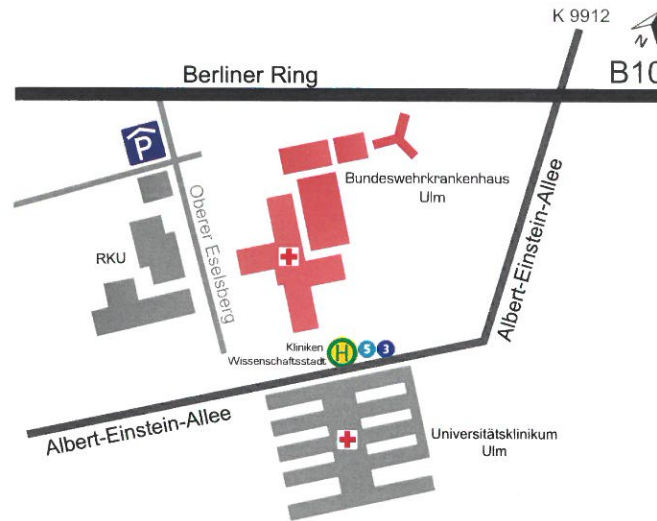 K 9912
N
Berliner Ring
B10
P
Bundeswehrkrankenhaus
Ulm
Oberer Eselsberg
RKU
Albert-Einstein-Allee
Kliniken
Wissenschaftsstadt
H
5
3
Albert-Einstein-Allee
Universitätsklinikum
Ulm